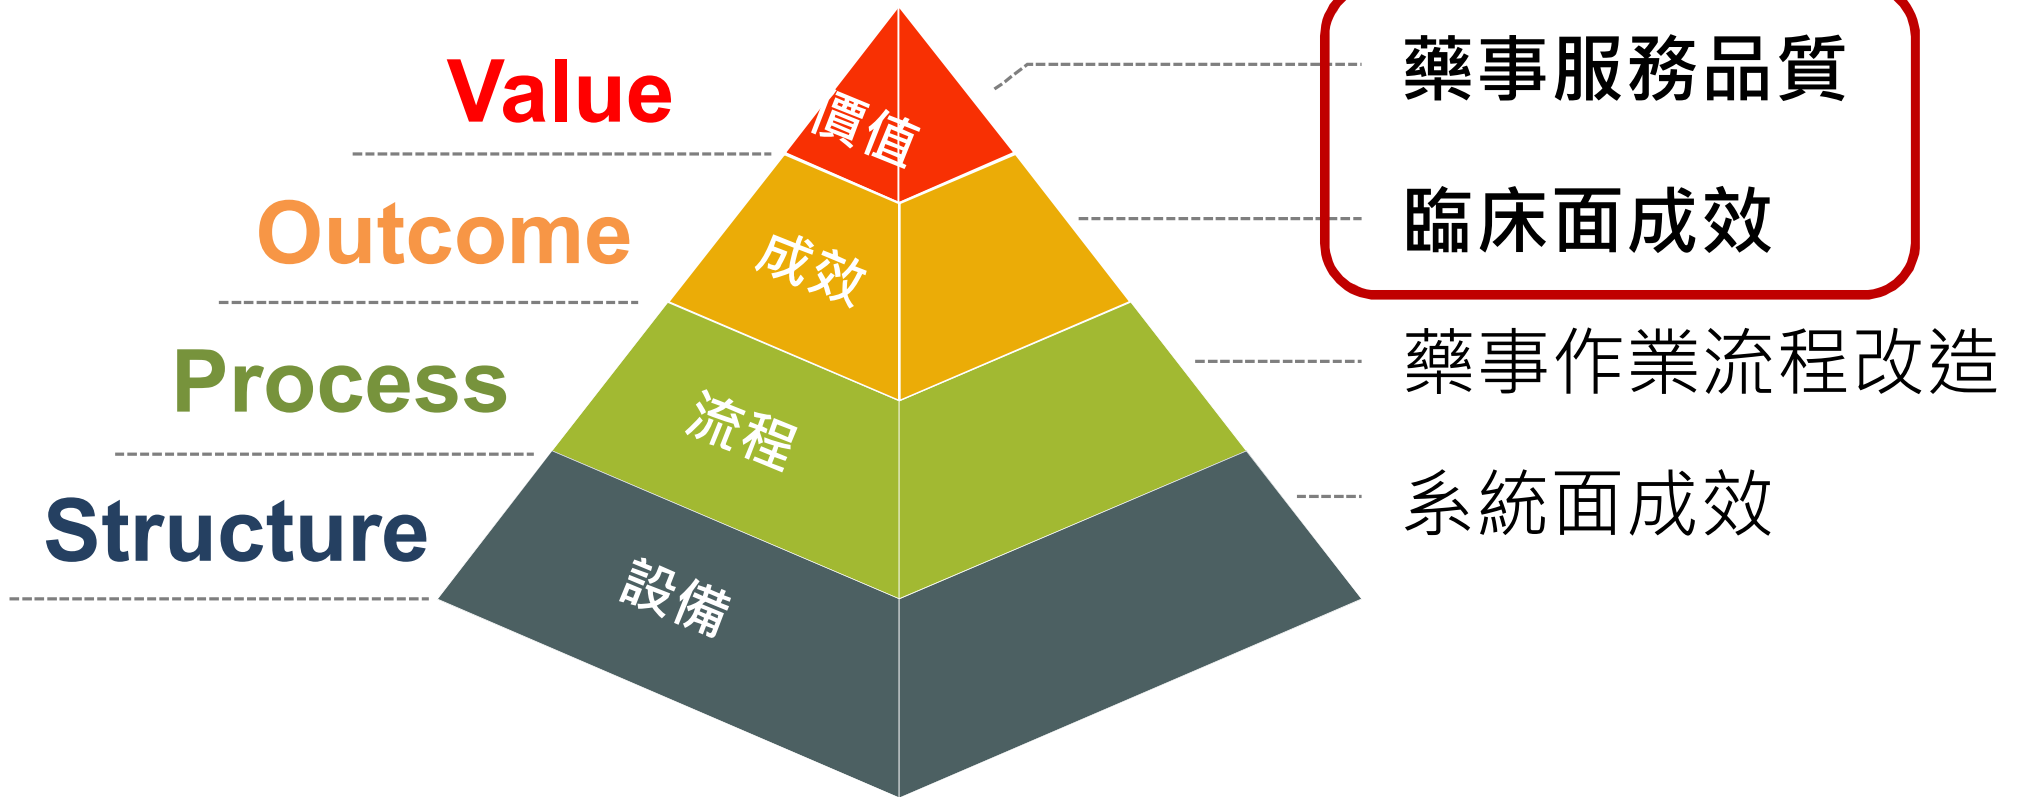 Value
價值
藥事服務品質
Outcome
成效
臨床面成效
Process
流程
藥事作業流程改造
Structure
設備
系統面成效